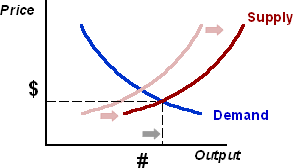 Price
Supply
$
Demand
#
Output